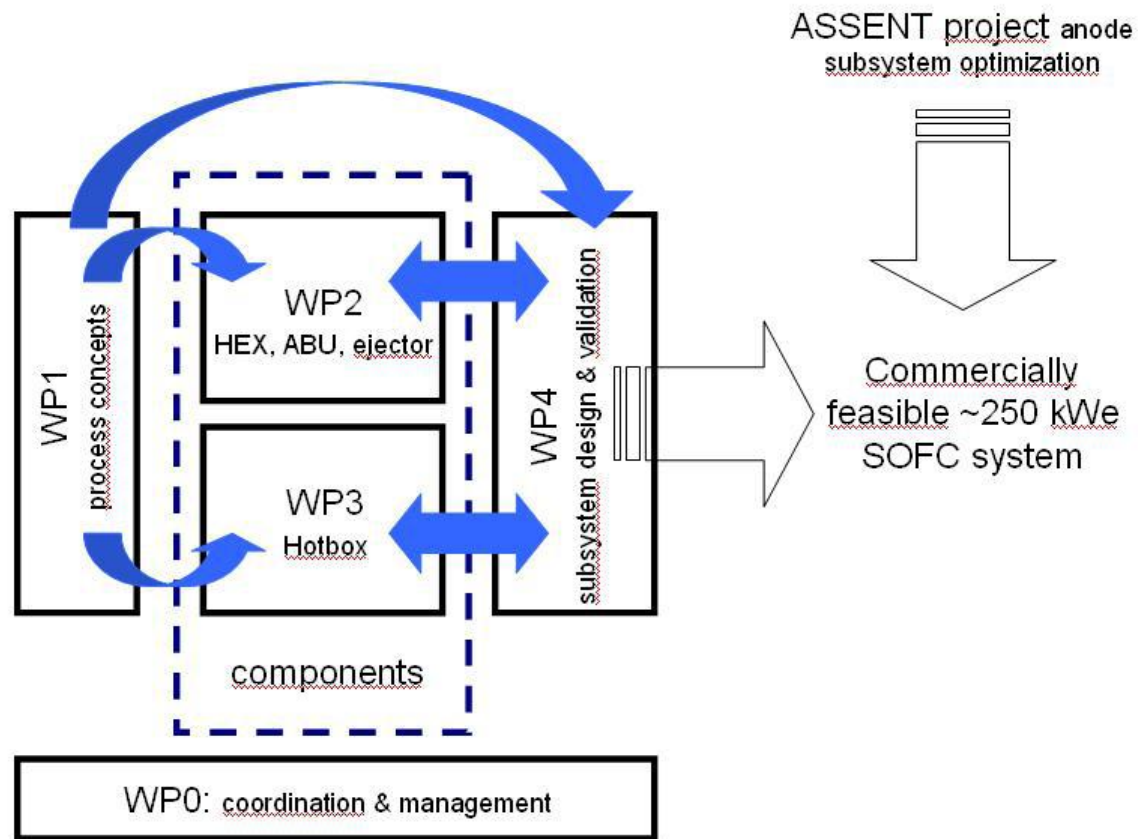 ASSENT project anode
subsystem optimization
WP1
process concepts
WP2
HEX, ABU, ejector
WP3
Hotbox
components
WP4
subsystem design & validation
Commercially
feasible ~250 kWe
SOFC system
WP0: coordination & management